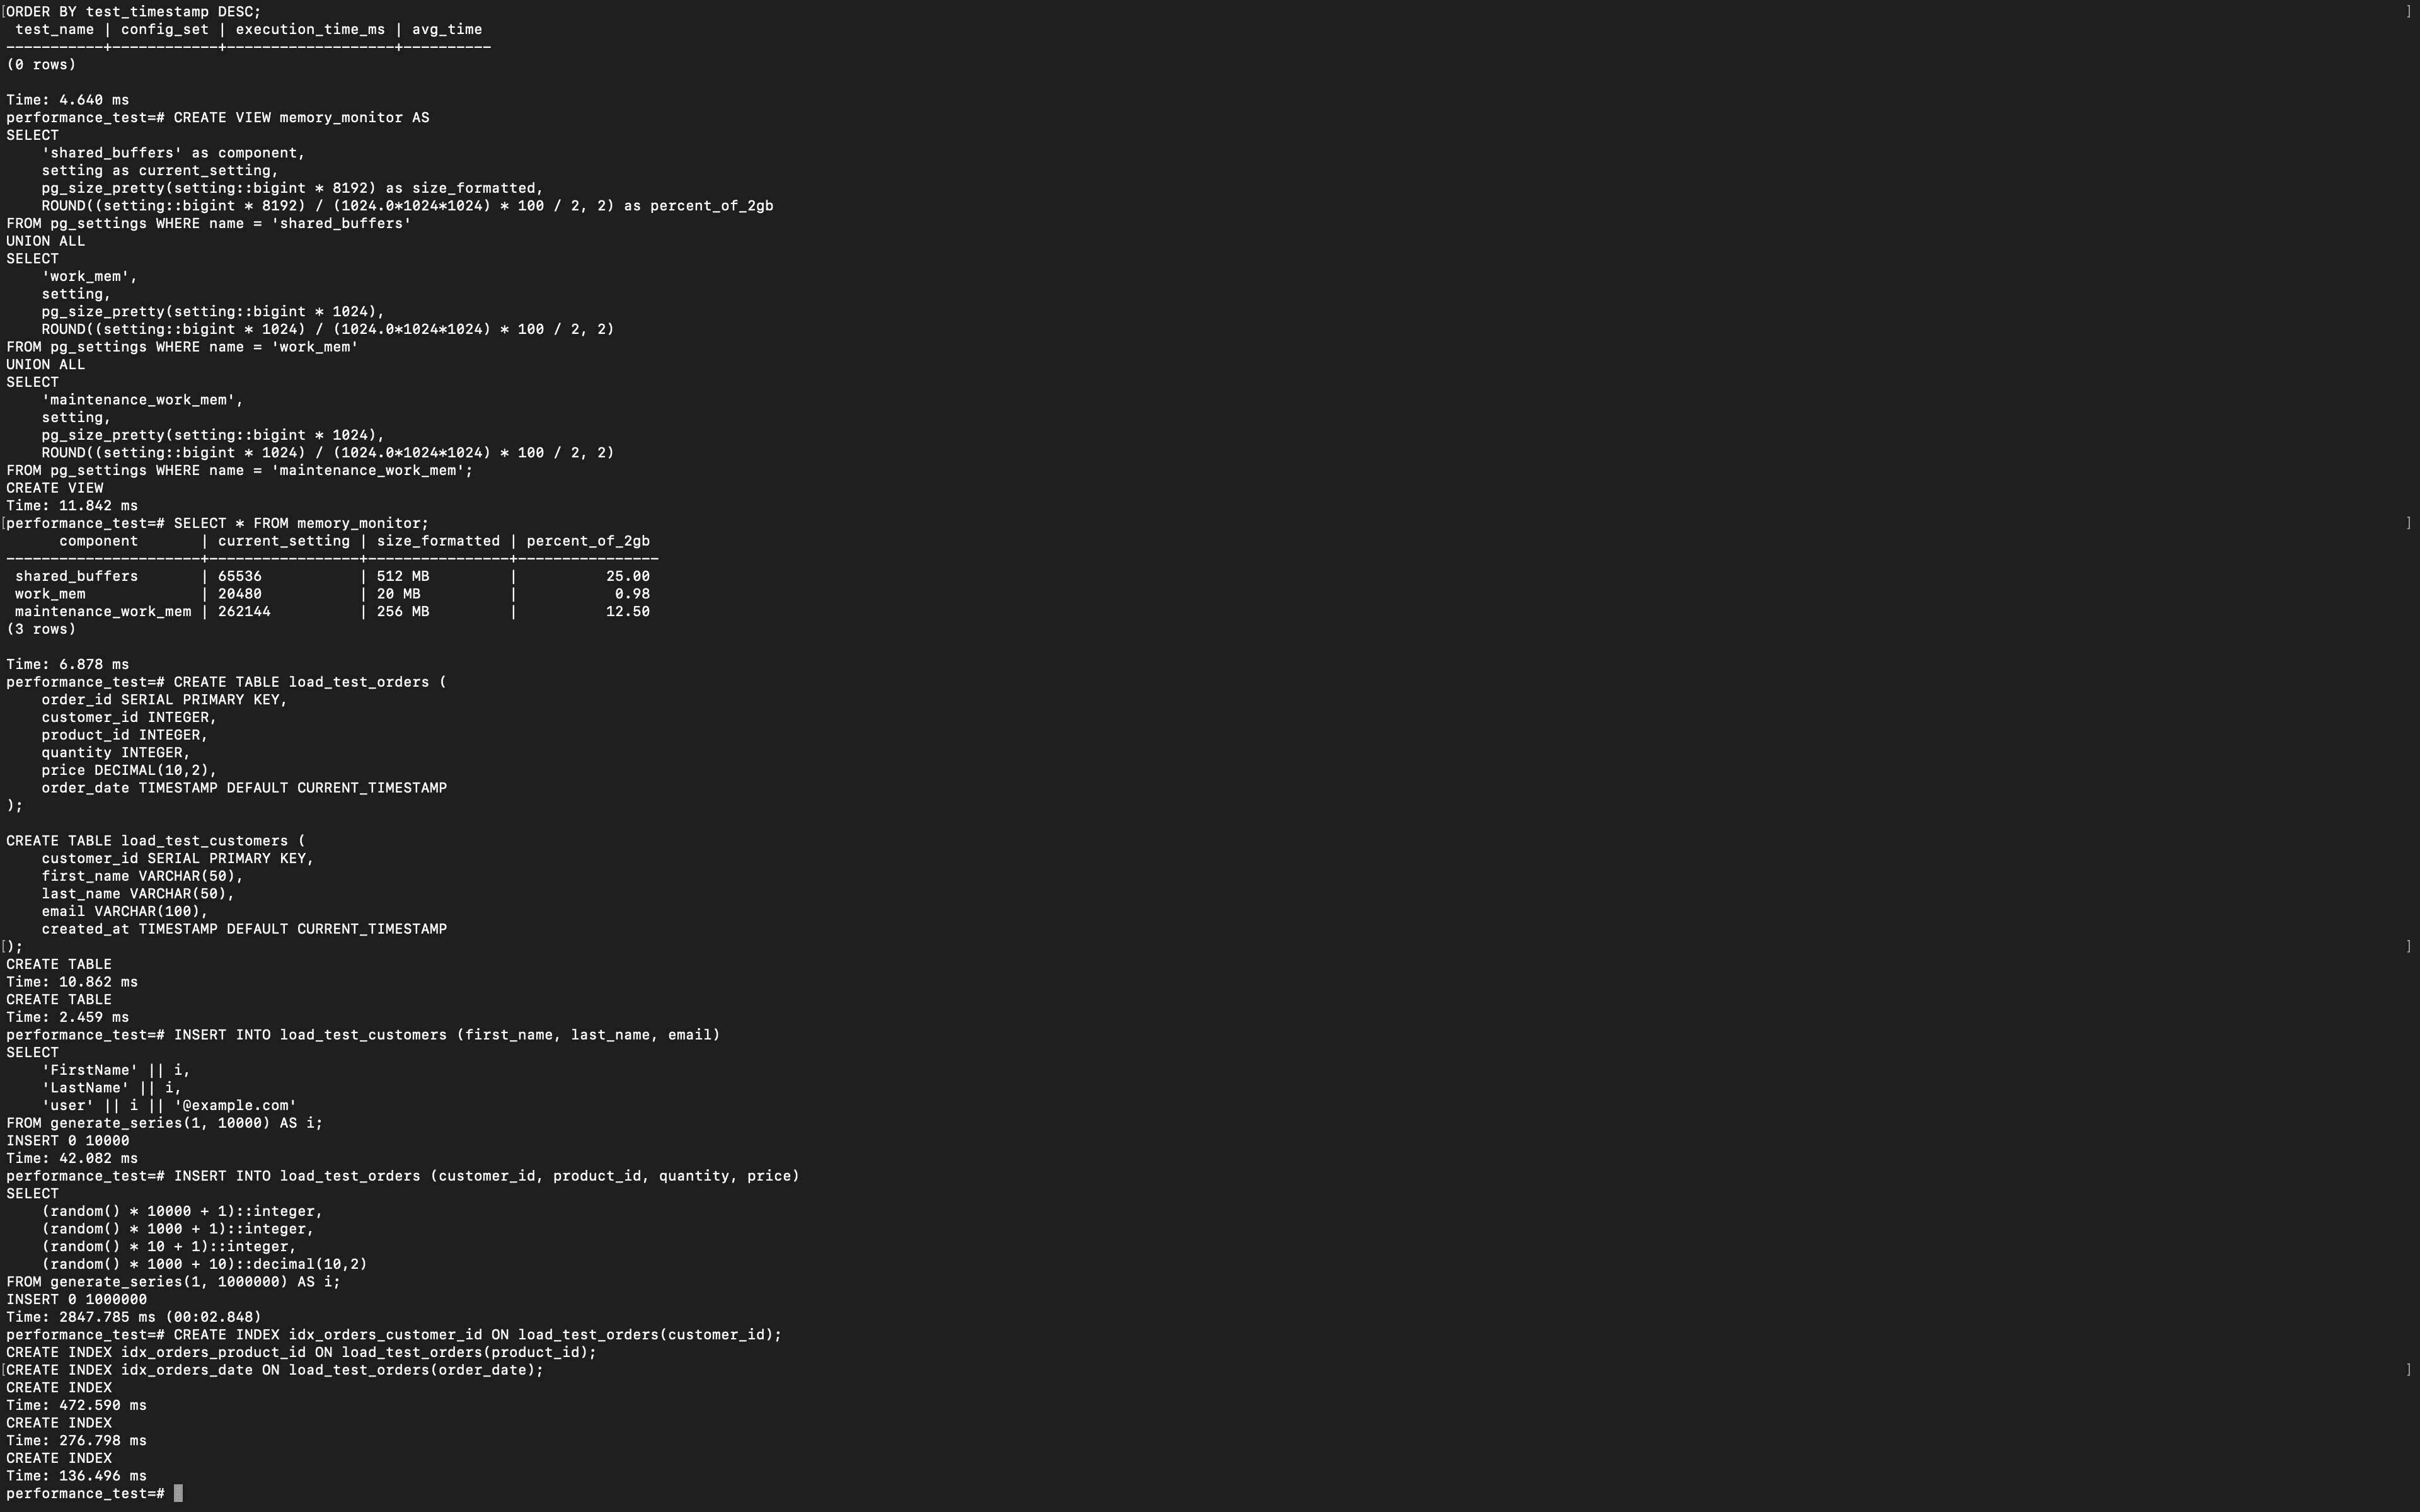 [ORDER BY test_timestamp DESC; ]
 test_name | config_set | execution_time_ms | avg_time
-----------+------------+-------------------+----------
(0 rows)

Time: 4.640 ms
performance_test=# CREATE VIEW memory_monitor AS
SELECT
    'shared_buffers' as component,
    setting as current_setting,
    pg_size_pretty(setting::bigint * 8192) as size_formatted,
    ROUND((setting::bigint * 8192) / (1024.0*1024*1024) * 100 / 2, 2) as percent_of_2gb
FROM pg_settings WHERE name = 'shared_buffers'
UNION ALL
SELECT
    'work_mem',
    setting,
    pg_size_pretty(setting::bigint * 1024),
    ROUND((setting::bigint * 1024) / (1024.0*1024*1024) * 100 / 2, 2)
FROM pg_settings WHERE name = 'work_mem'
UNION ALL
SELECT
    'maintenance_work_mem',
    setting,
    pg_size_pretty(setting::bigint * 1024),
    ROUND((setting::bigint * 1024) / (1024.0*1024*1024) * 100 / 2, 2)
FROM pg_settings WHERE name = 'maintenance_work_mem';
CREATE VIEW
Time: 11.842 ms
[performance_test=# SELECT * FROM memory_monitor; ]
      component       | current_setting | size_formatted | percent_of_2gb
----------------------+-----------------+----------------+----------------
 shared_buffers       | 65536           | 512 MB         |          25.00
 work_mem             | 20480           | 20 MB          |           0.98
 maintenance_work_mem | 262144          | 256 MB         |          12.50
(3 rows)

Time: 6.878 ms
performance_test=# CREATE TABLE load_test_orders (
    order_id SERIAL PRIMARY KEY,
    customer_id INTEGER,
    product_id INTEGER,
    quantity INTEGER,
    price DECIMAL(10,2),
    order_date TIMESTAMP DEFAULT CURRENT_TIMESTAMP
);

CREATE TABLE load_test_customers (
    customer_id SERIAL PRIMARY KEY,
    first_name VARCHAR(50),
    last_name VARCHAR(50),
    email VARCHAR(100),
    created_at TIMESTAMP DEFAULT CURRENT_TIMESTAMP
[); ]
CREATE TABLE
Time: 10.862 ms
CREATE TABLE
Time: 2.459 ms
performance_test=# INSERT INTO load_test_customers (first_name, last_name, email)
SELECT
    'FirstName' || i,
    'LastName' || i,
    'user' || i || '@example.com'
FROM generate_series(1, 10000) AS i;
INSERT 0 10000
Time: 42.082 ms
performance_test=# INSERT INTO load_test_orders (customer_id, product_id, quantity, price)
SELECT
    (random() * 10000 + 1)::integer,
    (random() * 1000 + 1)::integer,
    (random() * 10 + 1)::integer,
    (random() * 1000 + 10)::decimal(10,2)
FROM generate_series(1, 1000000) AS i;
INSERT 0 1000000
Time: 2847.785 ms (00:02.848)
performance_test=# CREATE INDEX idx_orders_customer_id ON load_test_orders(customer_id);
CREATE INDEX idx_orders_product_id ON load_test_orders(product_id);
[CREATE INDEX idx_orders_date ON load_test_orders(order_date); ]
CREATE INDEX
Time: 472.590 ms
CREATE INDEX
Time: 276.798 ms
CREATE INDEX
Time: 136.496 ms
performance_test=#